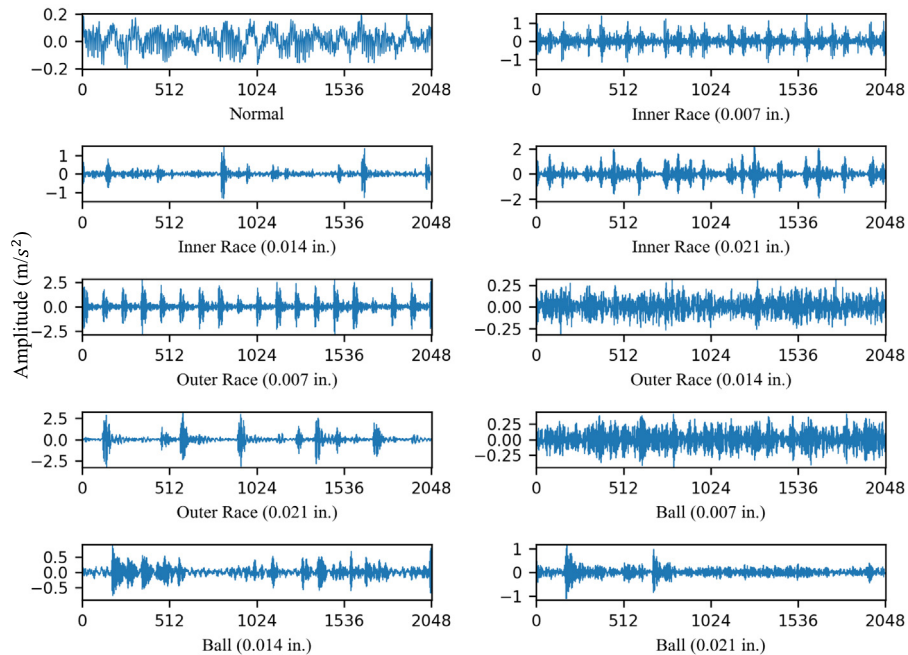 Amplitude (m/s²)
0.2
0.0
−0.2
0 512 1024 1536 2048
Normal
1
0
−1
0 512 1024 1536 2048
Inner Race (0.007 in.)
1
0
−1
0 512 1024 1536 2048
Inner Race (0.014 in.)
2
0
−2
0 512 1024 1536 2048
Inner Race (0.021 in.)
2.5
0.0
−2.5
0 512 1024 1536 2048
Outer Race (0.007 in.)
0.25
0.00
−0.25
0 512 1024 1536 2048
Outer Race (0.014 in.)
2.5
0.0
−2.5
0 512 1024 1536 2048
Outer Race (0.021 in.)
0.25
0.00
−0.25
0 512 1024 1536 2048
Ball (0.007 in.)
0.5
0.0
−0.5
0 512 1024 1536 2048
Ball (0.014 in.)
1
0
−1
0 512 1024 1536 2048
Ball (0.021 in.)